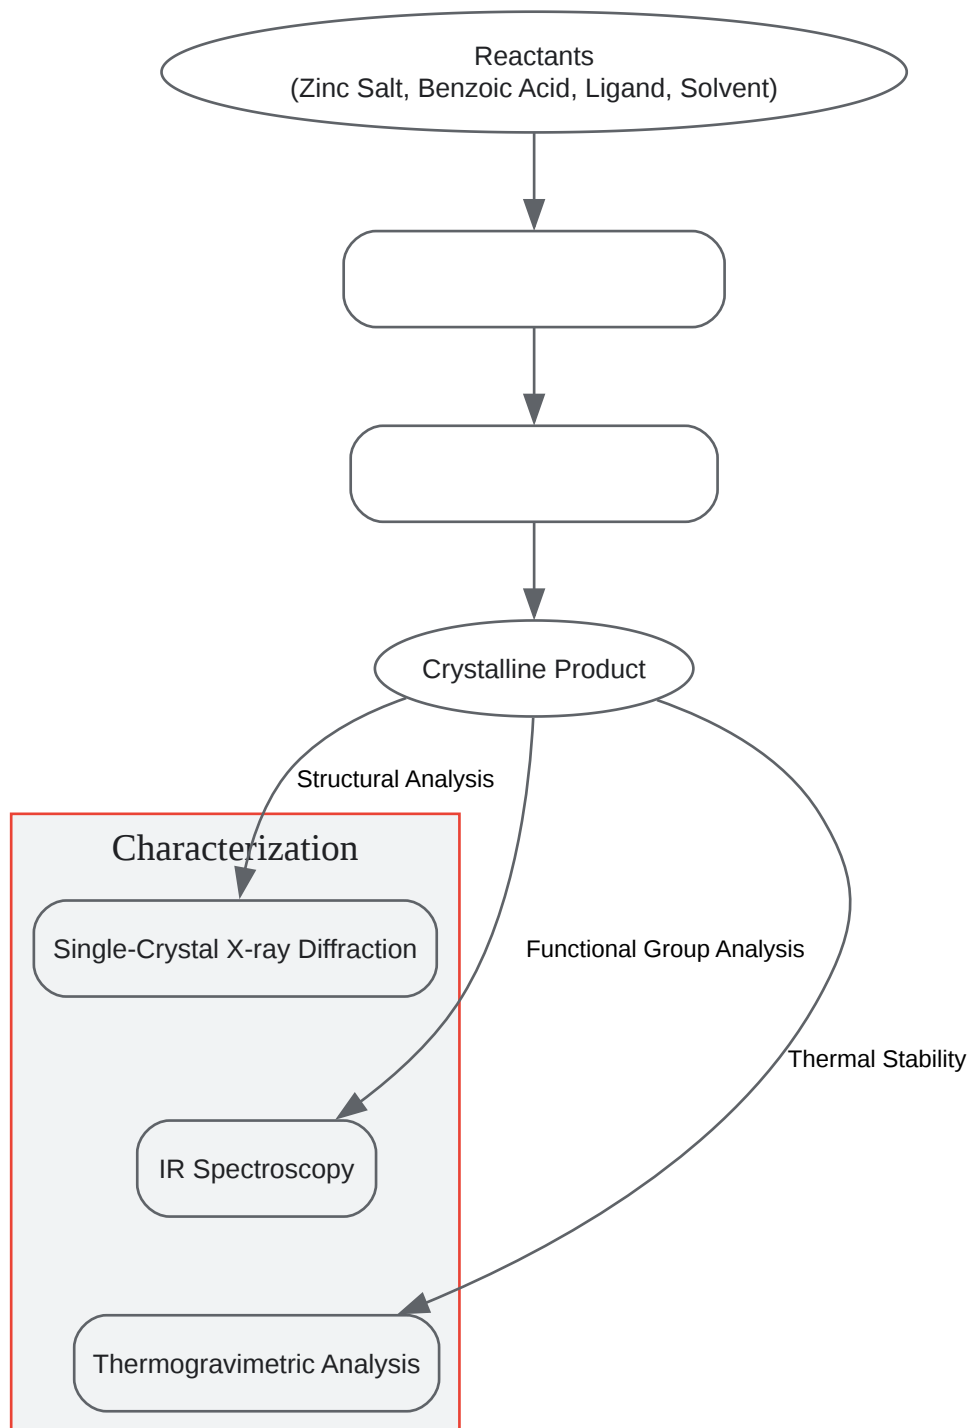 Reactants
(Zinc Salt, Benzoic Acid, Ligand, Solvent)
Crystalline Product
Structural Analysis
Characterization
Single-Crystal X-ray Diffraction
Functional Group Analysis
Thermal Stability
IR Spectroscopy
Thermogravimetric Analysis